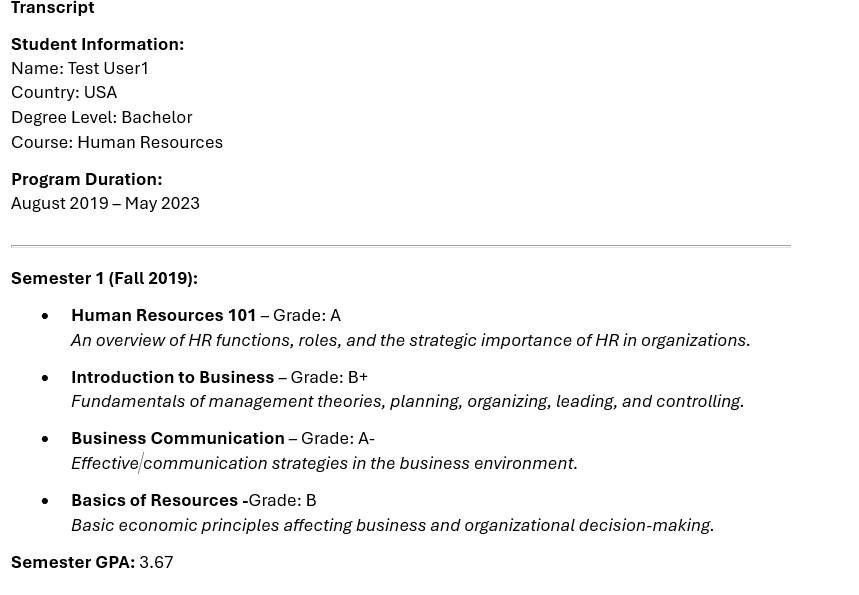 Transcript
Student Information:
Name: Test User1
Country: USA
Degree Level: Bachelor
Course: Human Resources
Program Duration:
August 2019 – May 2023
Semester 1 (Fall 2019):
• Human Resources 101 – Grade: A
An overview of HR functions, roles, and the strategic importance of HR in organizations.
• Introduction to Business – Grade: B+
Fundamentals of management theories, planning, organizing, leading, and controlling.
• Business Communication – Grade: A-
Effective communication strategies in the business environment.
• Basics of Resources -Grade: B
Basic economic principles affecting business and organizational decision-making.
Semester GPA: 3.67